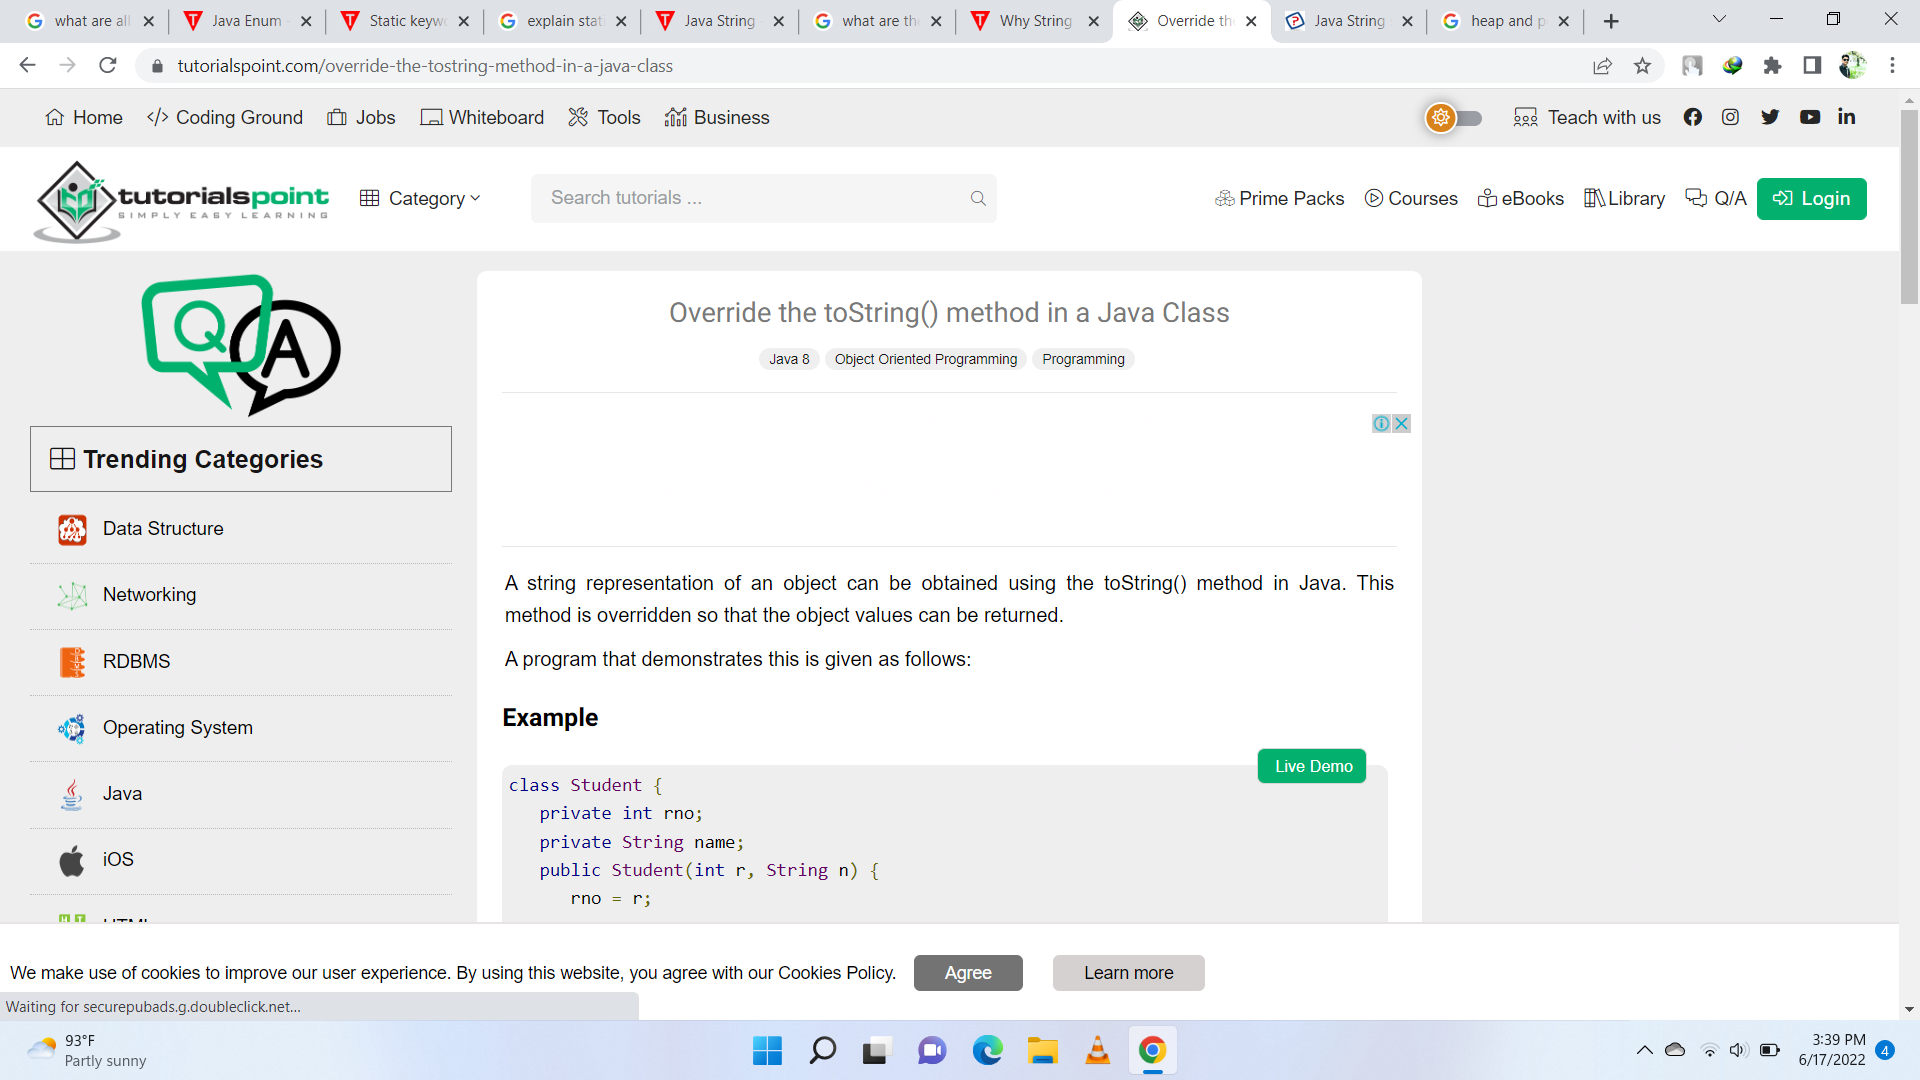 what are all
Java Enum
Static keyw
explain stat
Java String
what are the
Why String
Override th
Java String
heap and p
tutorialspoint.com/override-the-tostring-method-in-a-java-class
Home </> Coding Ground Jobs Whiteboard Tools Business
Teach with us
tutorialspoint
SIMPLY EASY LEARNING
Category
Search tutorials ...
Prime Packs Courses eBooks Library Q/A Login
Q A
Trending Categories
Data Structure
Networking
RDBMS
Operating System
Java
iOS
HTML
Override the toString() method in a Java Class
Java 8 Object Oriented Programming Programming
A string representation of an object can be obtained using the toString() method in Java. This
method is overridden so that the object values can be returned.
A program that demonstrates this is given as follows:
Example
Live Demo
class Student {
private int rno;
private String name;
public Student(int r, String n) {
rno = r;
We make use of cookies to improve our user experience. By using this website, you agree with our Cookies Policy. Agree Learn more
Waiting for securepubads.g.doubleclick.net...
93°F
Partly sunny
3:39 PM
6/17/2022
4